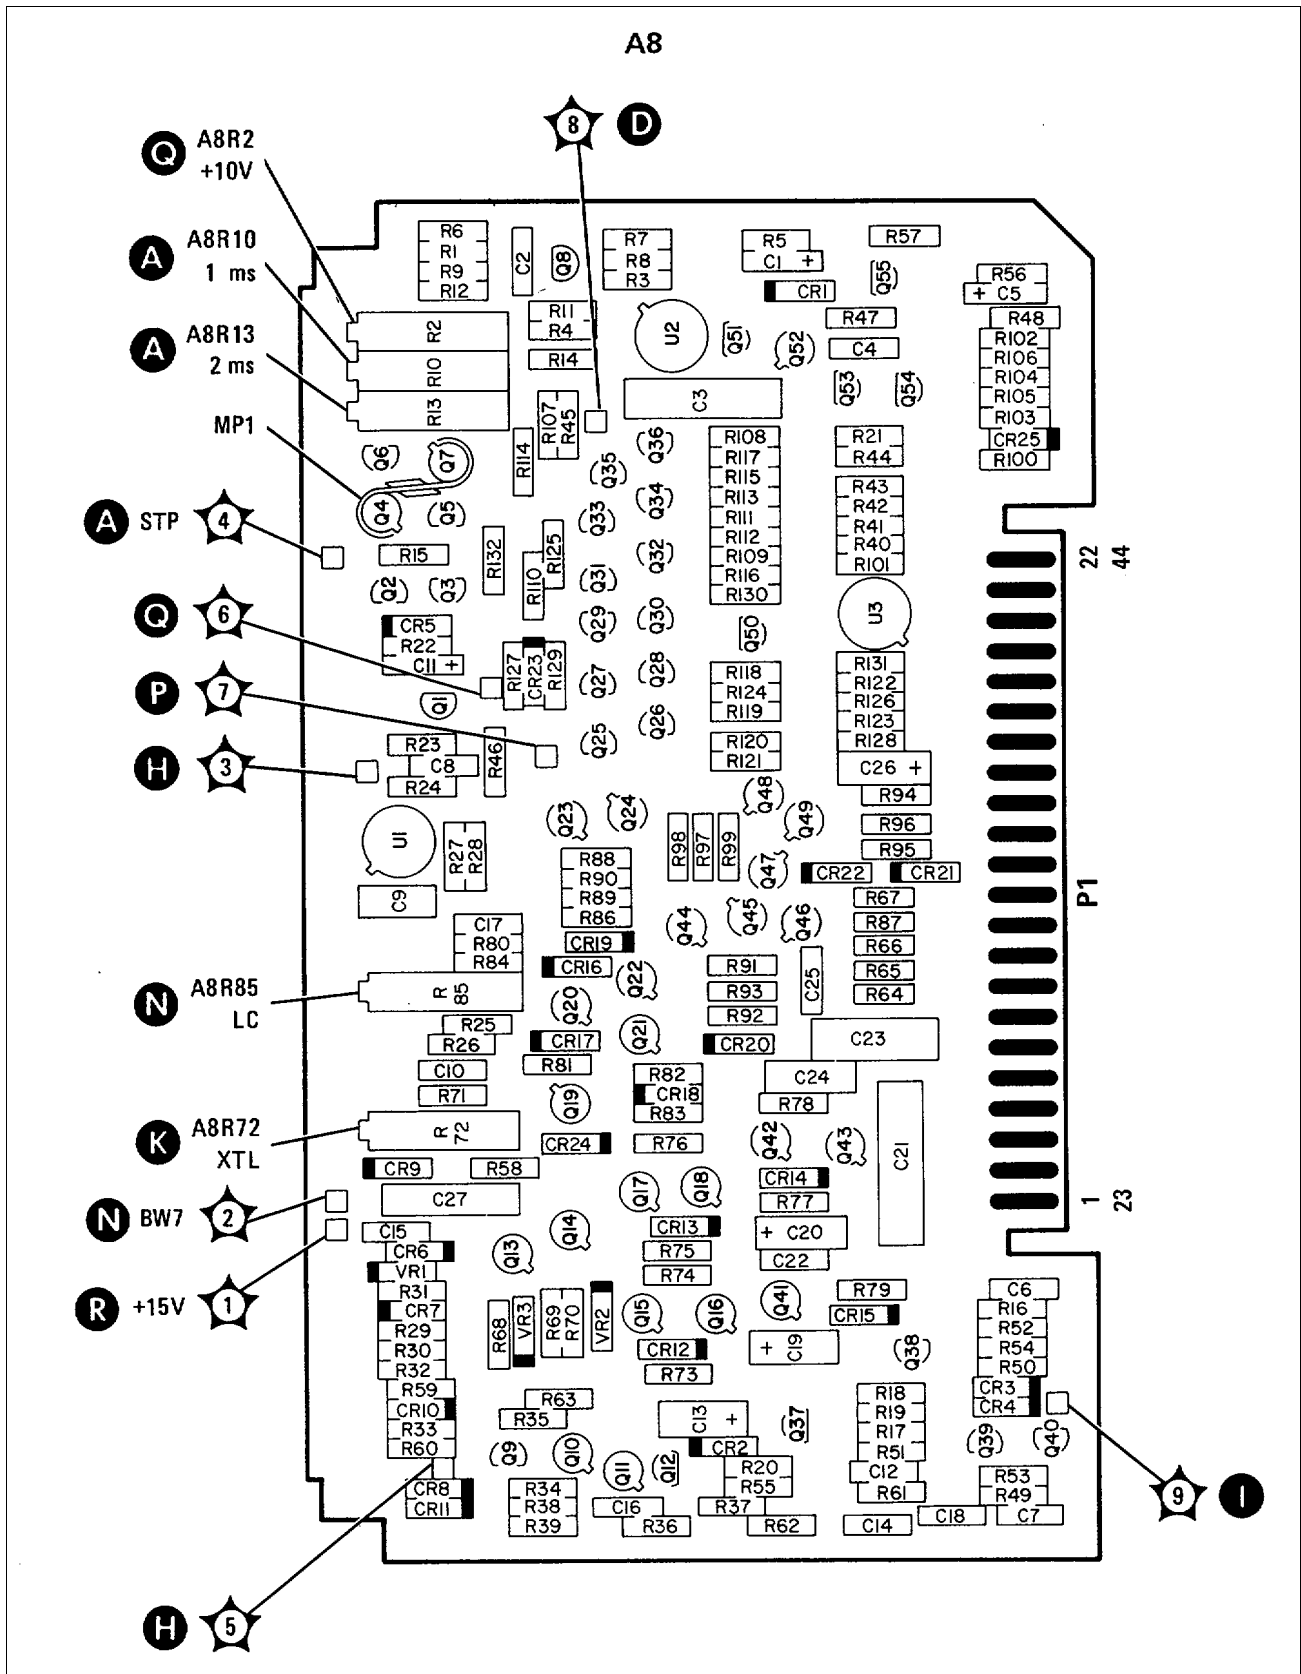 A8
8 D
Q A8R2
+10V
A A8R10
1 ms
A A8R13
2 ms
MP1
A STP 4
Q 6
P 7
H 3
N A8R85
LC
K A8R72
XTL
N BW7 2
R +15V 1
H 5
9 I
R6
R1
R9
R12
C2
Q8
R7
R8
R3
R5
C1 +
CR1
R57
Q55
R56
+ C5
R2
R10
R13
R11
R4
R14
U2
Q51
Q52
R47
C4
Q53
Q54
R48
R102
R106
R104
R105
R103
CR25
R100
C3
R107
R45
R114
Q6
Q7
Q4
Q5
Q36
Q35
Q34
Q33
Q32
Q31
Q30
Q29
Q28
Q27
Q26
Q25
R108
R117
R115
R113
R111
R112
R109
R116
R130
R21
R44
R43
R42
R41
R40
R101
R15
R132
R125
R110
Q2
Q3
CR5
R22
C11 +
Q1
R127
CR23
R129
Q50
U3
R118
R124
R119
R120
R121
R131
R122
R126
R123
R128
C26 +
R94
R96
R95
CR22
CR21
R23
C8
R24
R46
U1
R27
R28
C9
Q23
Q24
R98
R97
R99
Q48
Q49
Q47
R88
R90
R89
R86
CR19
CR16
Q44
Q45
Q46
R67
R87
R66
R65
R64
C17
R80
R84
R
85
R25
R26
C10
R71
R
72
Q22
Q20
Q21
CR17
R81
R91
R93
R92
CR20
C25
C23
C24
R78
R82
CR18
R83
Q19
CR24
R76
Q42
Q43
C21
CR9
R58
C27
Q17
Q18
CR14
R77
+ C20
C22
C15
CR6
VR1
R31
CR7
R29
R30
R32
R59
CR10
R33
R60
CR8
CR11
Q13
Q14
CR13
R75
R74
R68
VR3
R69
R70
VR2
Q15
Q16
Q41
CR12
R73
R79
CR15
+ C19
Q38
C6
R16
R52
R54
R50
CR3
CR4
R63
R35
Q9
Q10
Q11
Q12
C13 +
CR2
R20
R55
Q37
R18
R19
R17
R51
C12
R61
Q39
Q40
R53
R49
C7
R34
R38
R39
C16
R36
R37
R62
C14
C18
22
44
P1
1
23